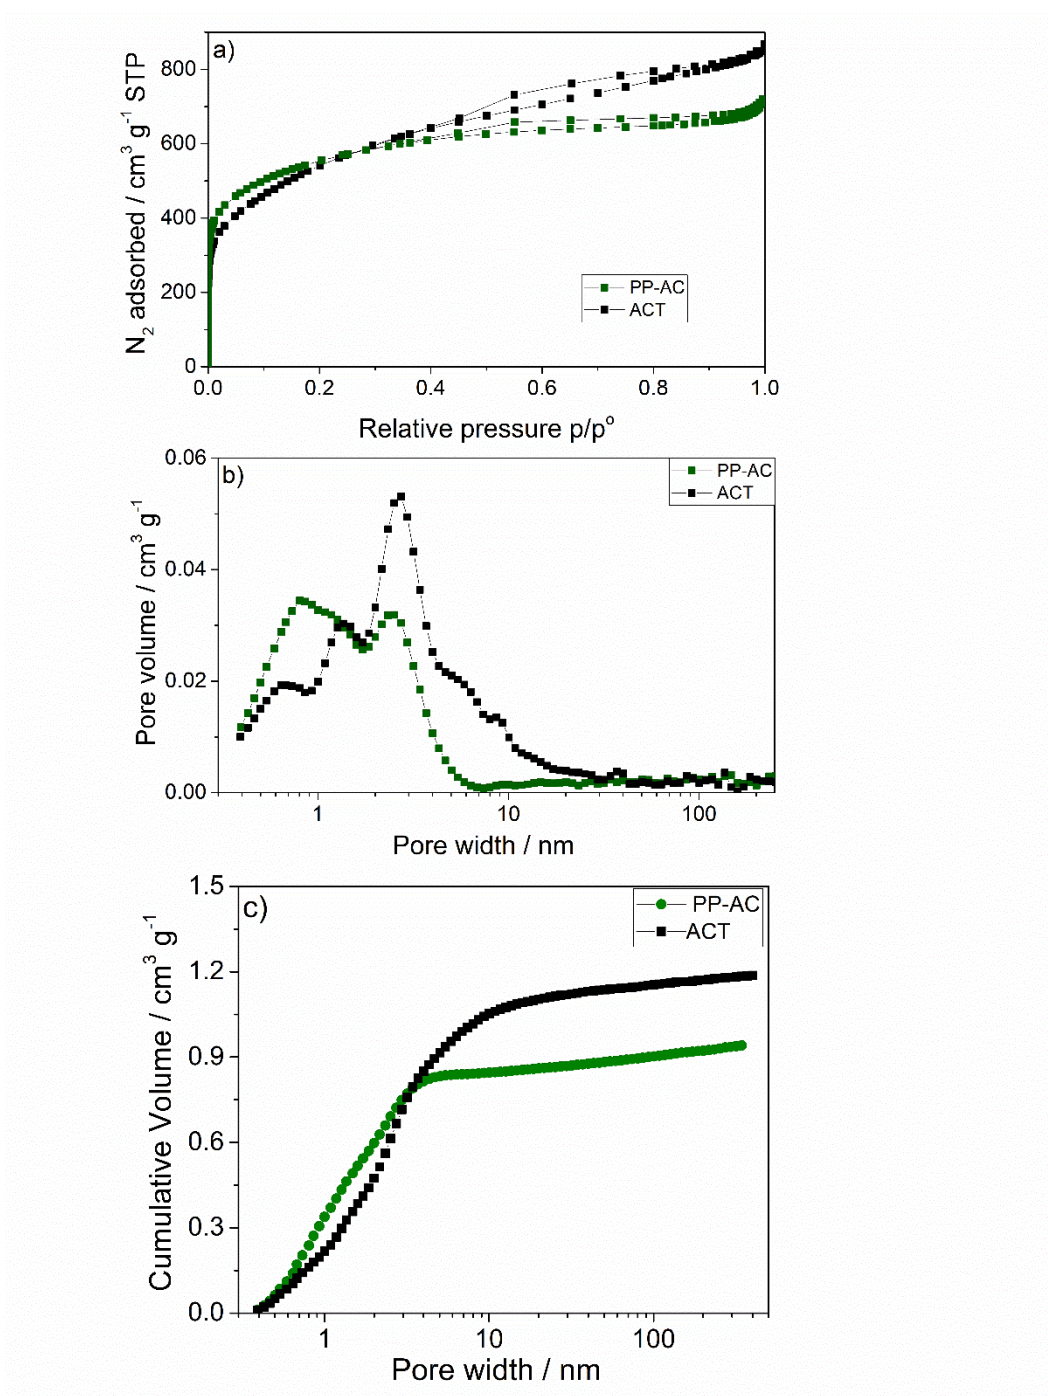 a)
N₂ adsorbed / cm³ g⁻¹ STP
800
600
400
200
0
PP-AC
ACT
0.0 0.2 0.4 0.6 0.8 1.0
Relative pressure p/pº
b)
Pore volume / cm³ g⁻¹
0.06
0.04
0.02
0.00
PP-AC
ACT
1 10 100
Pore width / nm
c)
Cumulative Volume / cm³ g⁻¹
1.5
1.2
0.9
0.6
0.3
0.0
PP-AC
ACT
1 10 100
Pore width / nm